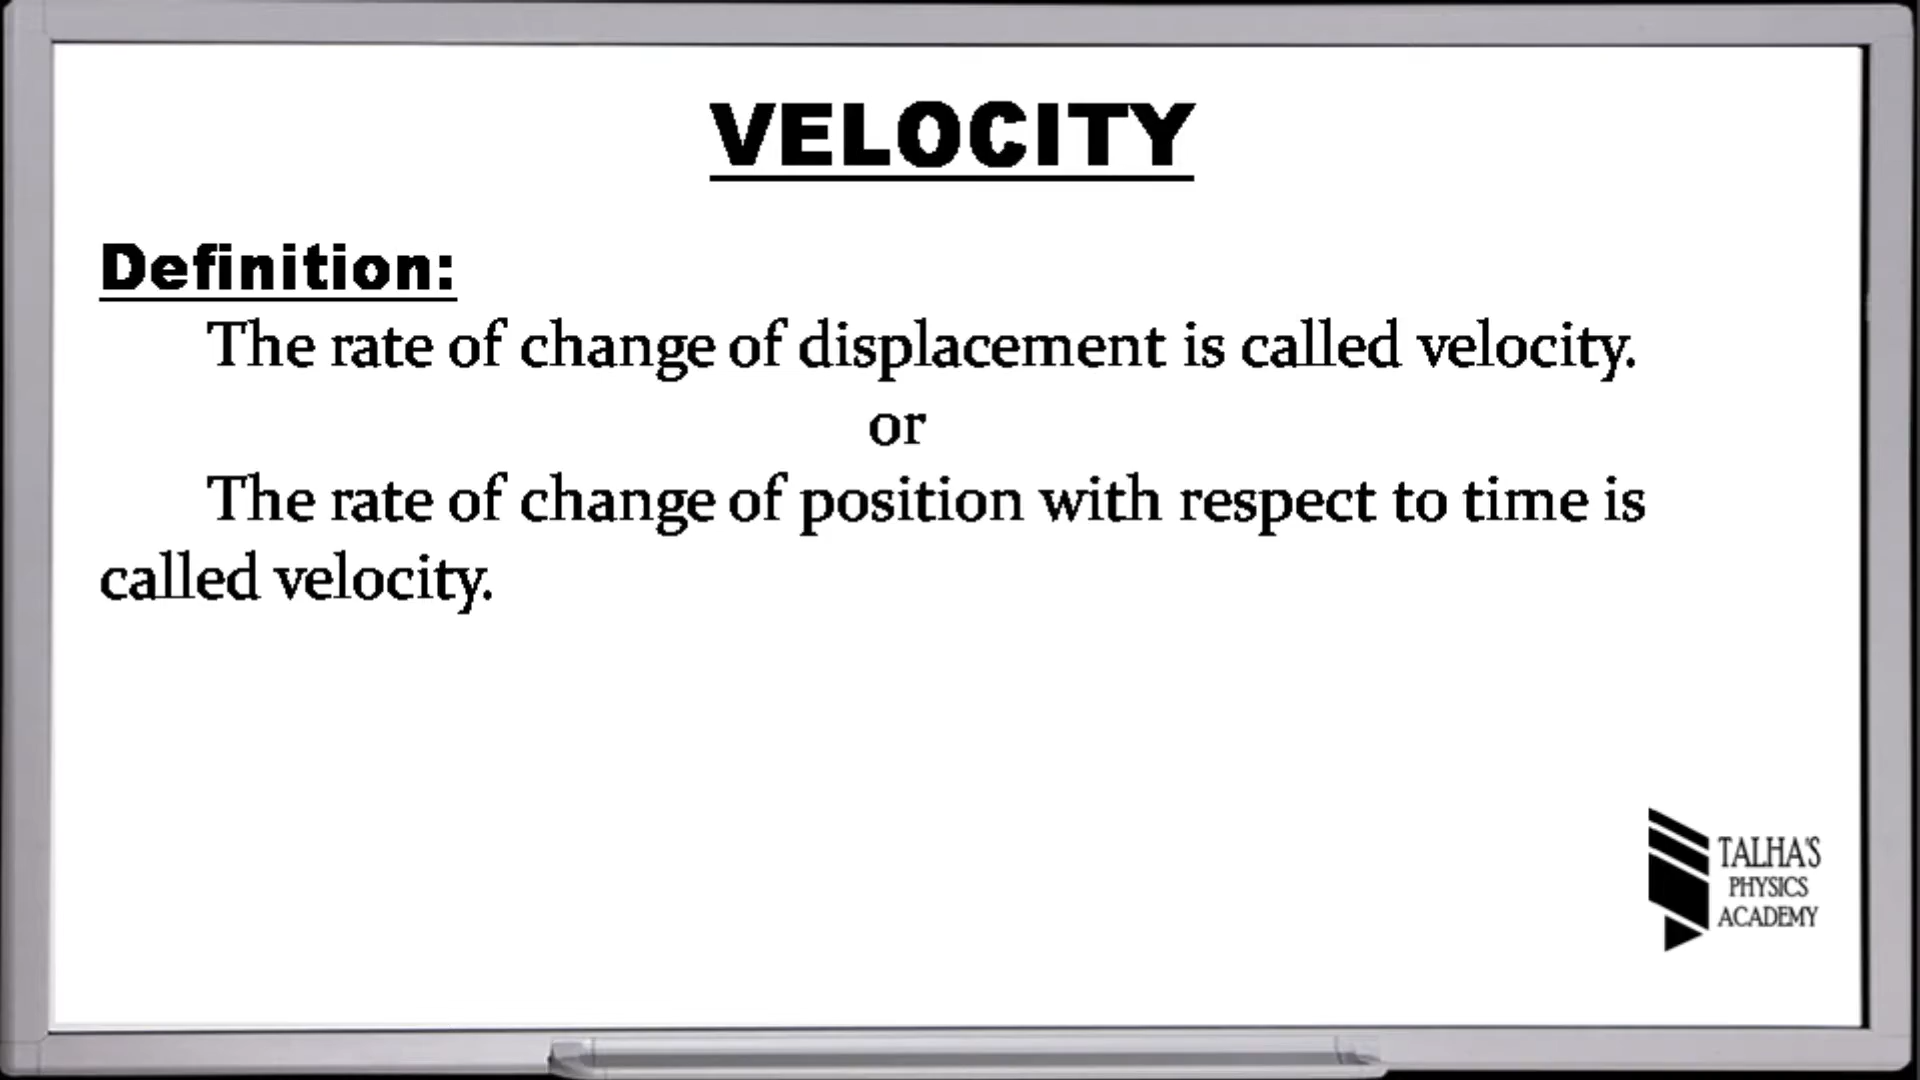 VELOCITY
Definition:
The rate of change of displacement is called velocity.
or
The rate of change of position with respect to time is
called velocity.
TALHA'S
PHYSICS
ACADEMY